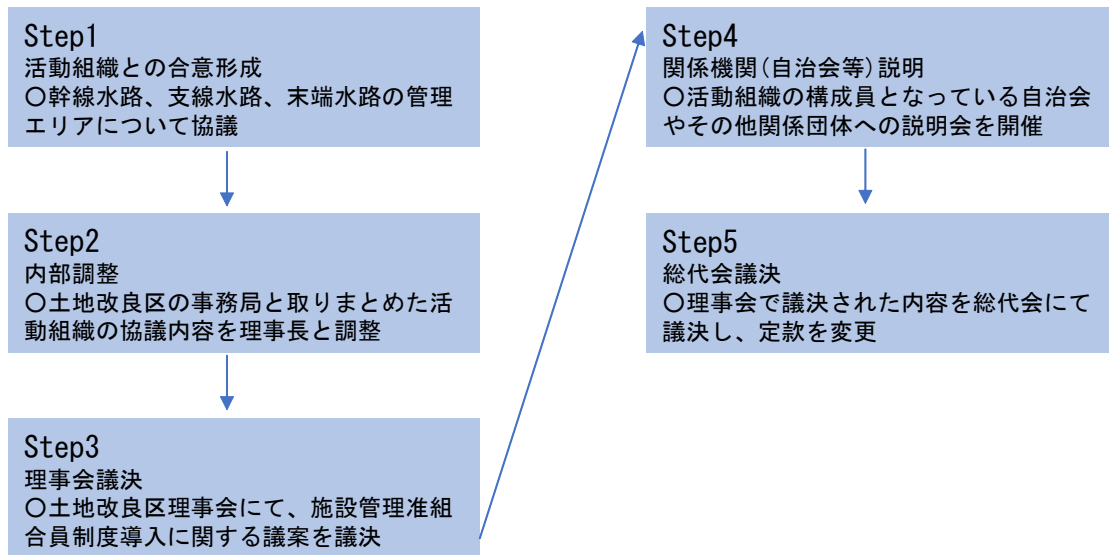 Step1
活動組織との合意形成
〇幹線水路、支線水路、末端水路の管理
エリアについて協議
Step2
内部調整
〇土地改良区の事務局と取りまとめた活
動組織の協議内容を理事長と調整
Step3
理事会議決
〇土地改良区理事会にて、施設管理准組
合員制度導入に関する議案を議決
Step4
関係機関(自治会等)説明
〇活動組織の構成員となっている自治会
やその他関係団体への説明会を開催
Step5
総代会議決
〇理事会で議決された内容を総代会にて
議決し、定款を変更